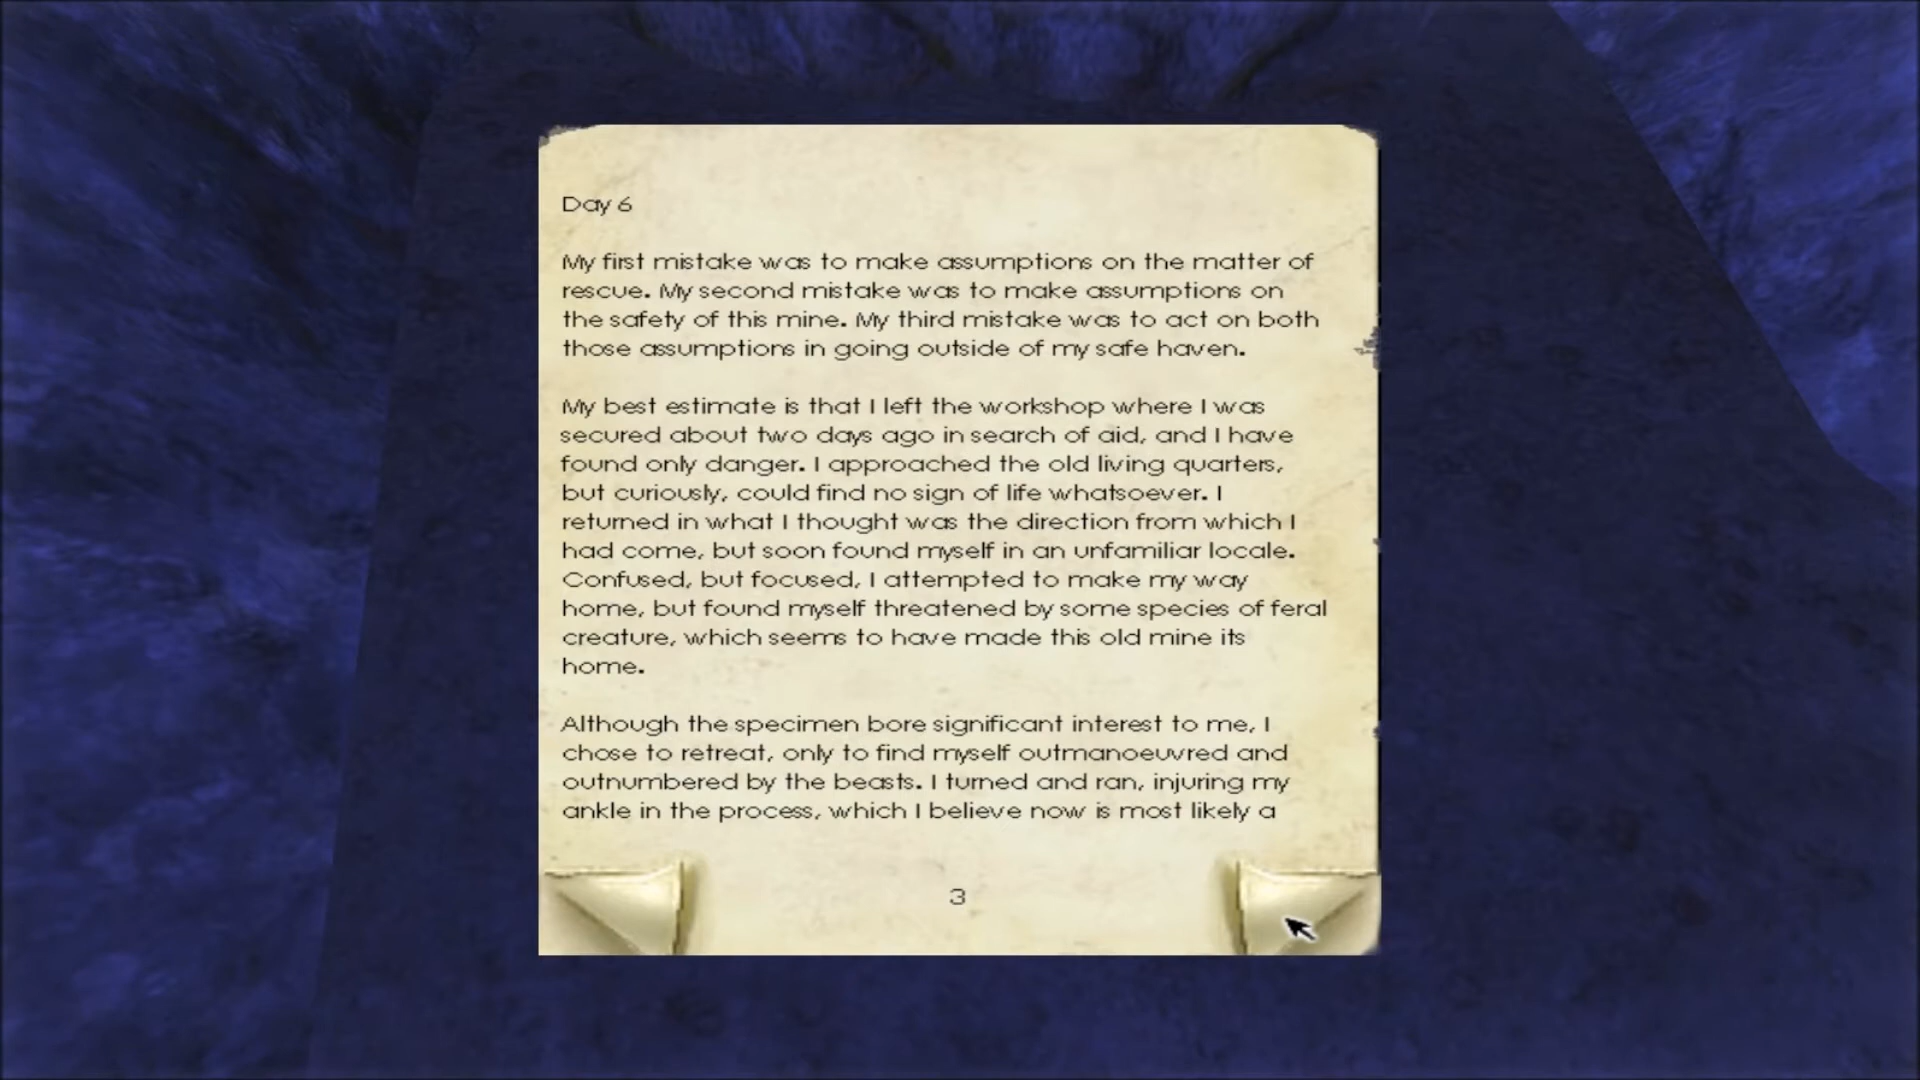 Day 6
My first mistake was to make assumptions on the matter of
rescue. My second mistake was to make assumptions on
the safety of this mine. My third mistake was to act on both
those assumptions in going outside of my safe haven.
My best estimate is that I left the workshop where I was
secured about two days ago in search of aid, and I have
found only danger. I approached the old living quarters,
but curiously, could find no sign of life whatsoever. I
returned in what I thought was the direction from which I
had come, but soon found myself in an unfamiliar locale.
Confused, but focused, I attempted to make my way
home, but found myself threatened by some species of feral
creature, which seems to have made this old mine its
home.
Although the specimen bore significant interest to me, I
chose to retreat, only to find myself outmanoeuvred and
outnumbered by the beasts. I turned and ran, injuring my
ankle in the process, which I believe now is most likely a
3